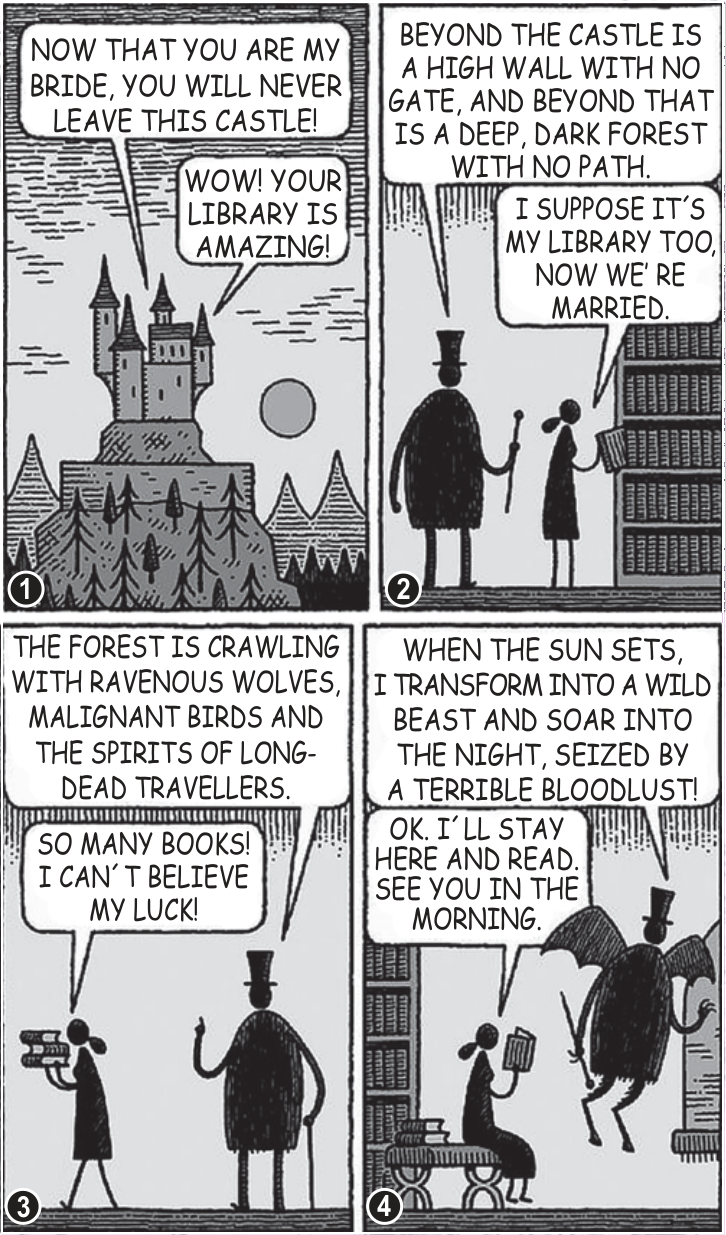 NOW THAT YOU ARE MY
BRIDE, YOU WILL NEVER
LEAVE THIS CASTLE!
WOW! YOUR
LIBRARY IS
AMAZING!
1
BEYOND THE CASTLE IS
A HIGH WALL WITH NO
GATE, AND BEYOND THAT
IS A DEEP, DARK FOREST
WITH NO PATH.
I SUPPOSE IT´S
MY LIBRARY TOO,
NOW WE' RE
MARRIED.
2
THE FOREST IS CRAWLING
WITH RAVENOUS WOLVES,
MALIGNANT BIRDS AND
THE SPIRITS OF LONG-
DEAD TRAVELLERS.
SO MANY BOOKS!
I CAN´ T BELIEVE
MY LUCK!
3
WHEN THE SUN SETS,
I TRANSFORM INTO A WILD
BEAST AND SOAR INTO
THE NIGHT, SEIZED BY
A TERRIBLE BLOODLUST!
OK. I´ LL STAY
HERE AND READ.
SEE YOU IN THE
MORNING.
4